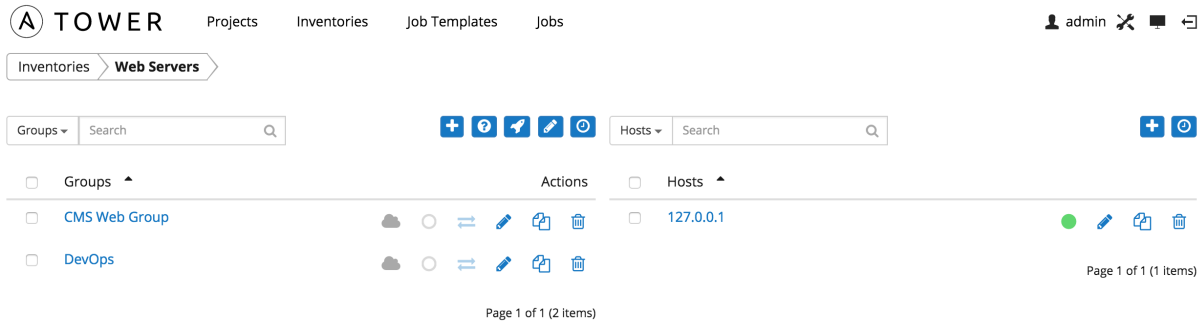 TOWER Projects Inventories Job Templates Jobs admin
Inventories Web Servers
Groups Search
Groups Actions
CMS Web Group
DevOps
Page 1 of 1 (2 items)
Hosts Search
Hosts
127.0.0.1
Page 1 of 1 (1 items)